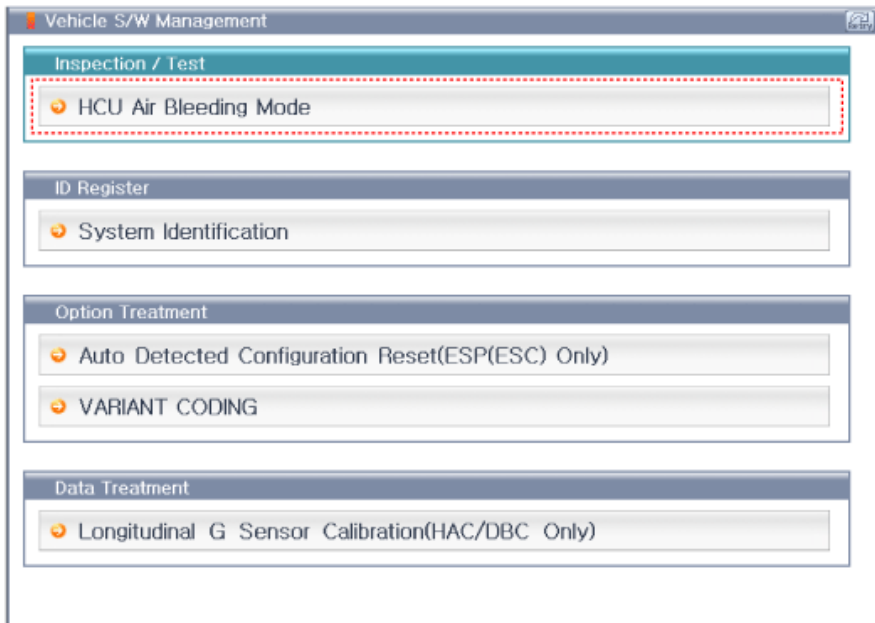 Vehicle S/W Management
Inspection / Test
HCU Air Bleeding Mode
ID Register
System Identification
Option Treatment
Auto Detected Configuration Reset(ESP(ESC) Only)
VARIANT CODING
Data Treatment
Longitudinal G Sensor Calibration(HAC/DBC Only)